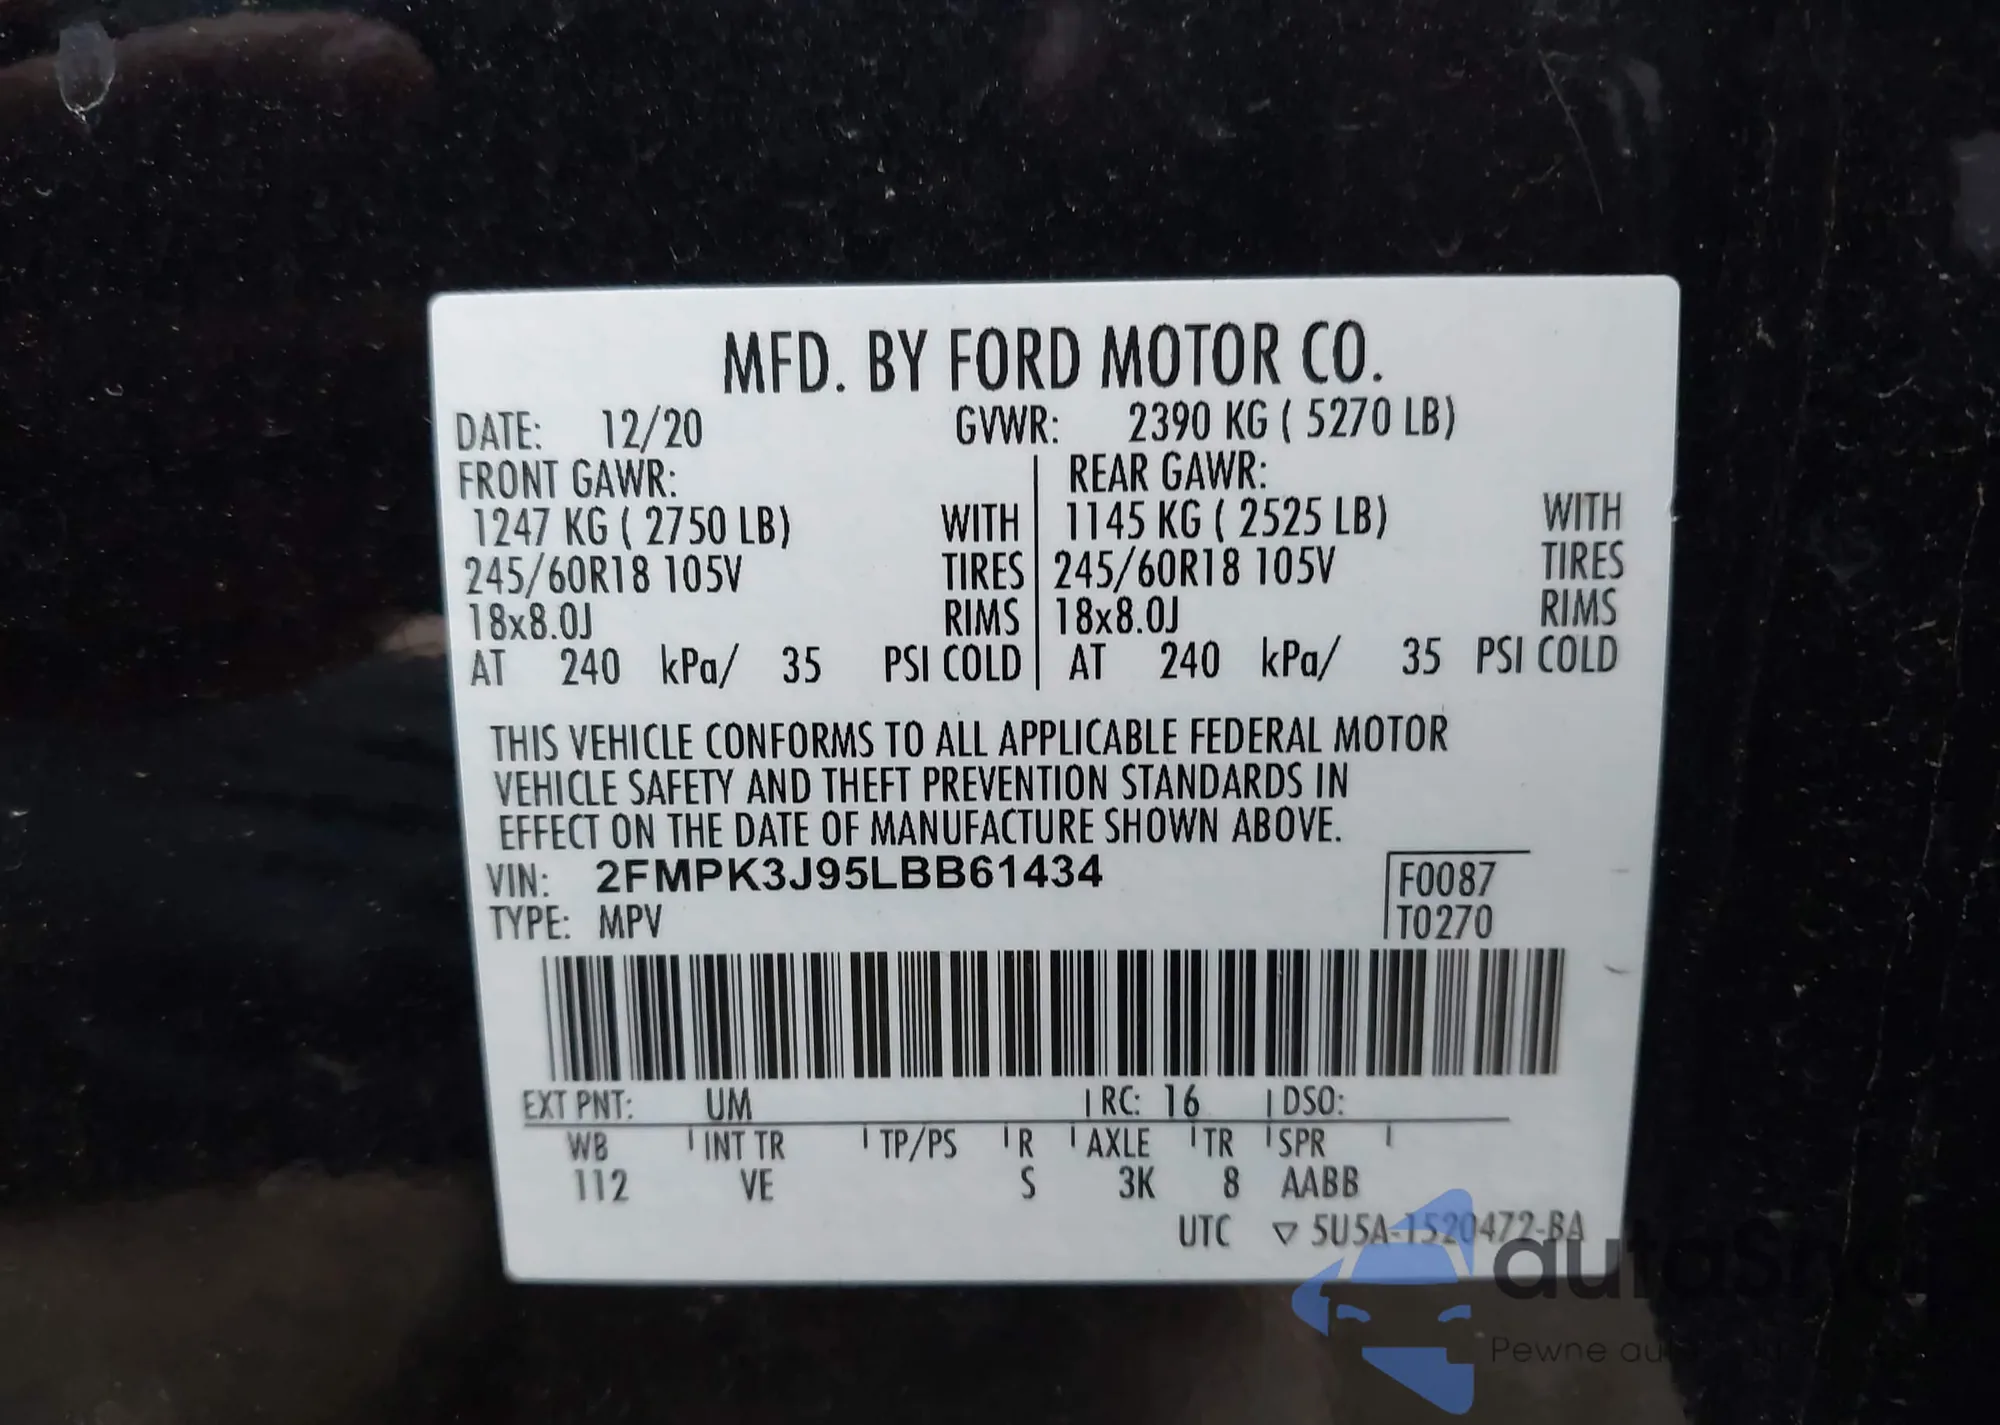 MFD. BY FORD MOTOR CO.
DATE: 12/20 GVWR: 2390 KG ( 5270 LB)
FRONT GAWR: REAR GAWR:
1247 KG ( 2750 LB) WITH 1145 KG ( 2525 LB) WITH
245/60R18 105V TIRES 245/60R18 105V TIRES
18x8.0J RIMS 18x8.0J RIMS
AT 240 kPa/ 35 PSI COLD AT 240 kPa/ 35 PSI COLD
THIS VEHICLE CONFORMS TO ALL APPLICABLE FEDERAL MOTOR
VEHICLE SAFETY AND THEFT PREVENTION STANDARDS IN
EFFECT ON THE DATE OF MANUFACTURE SHOWN ABOVE.
VIN: 2FMPK3J95LBB61434 F0087
TYPE: MPV T0270
EXT PNT: UM RC: 16 DSO:
WB INT TR TP/PS R AXLE TR SPR
112 VE S 3K 8 AABB
UTC ▽ 5U5A-1520472-BA
Pewne